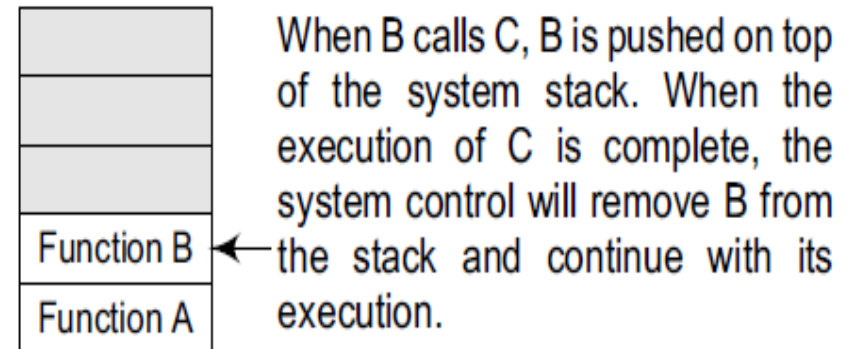 When B calls C, B is pushed on top
of the system stack. When the
execution of C is complete, the
system control will remove B from
the stack and continue with its
execution.
Function B
Function A